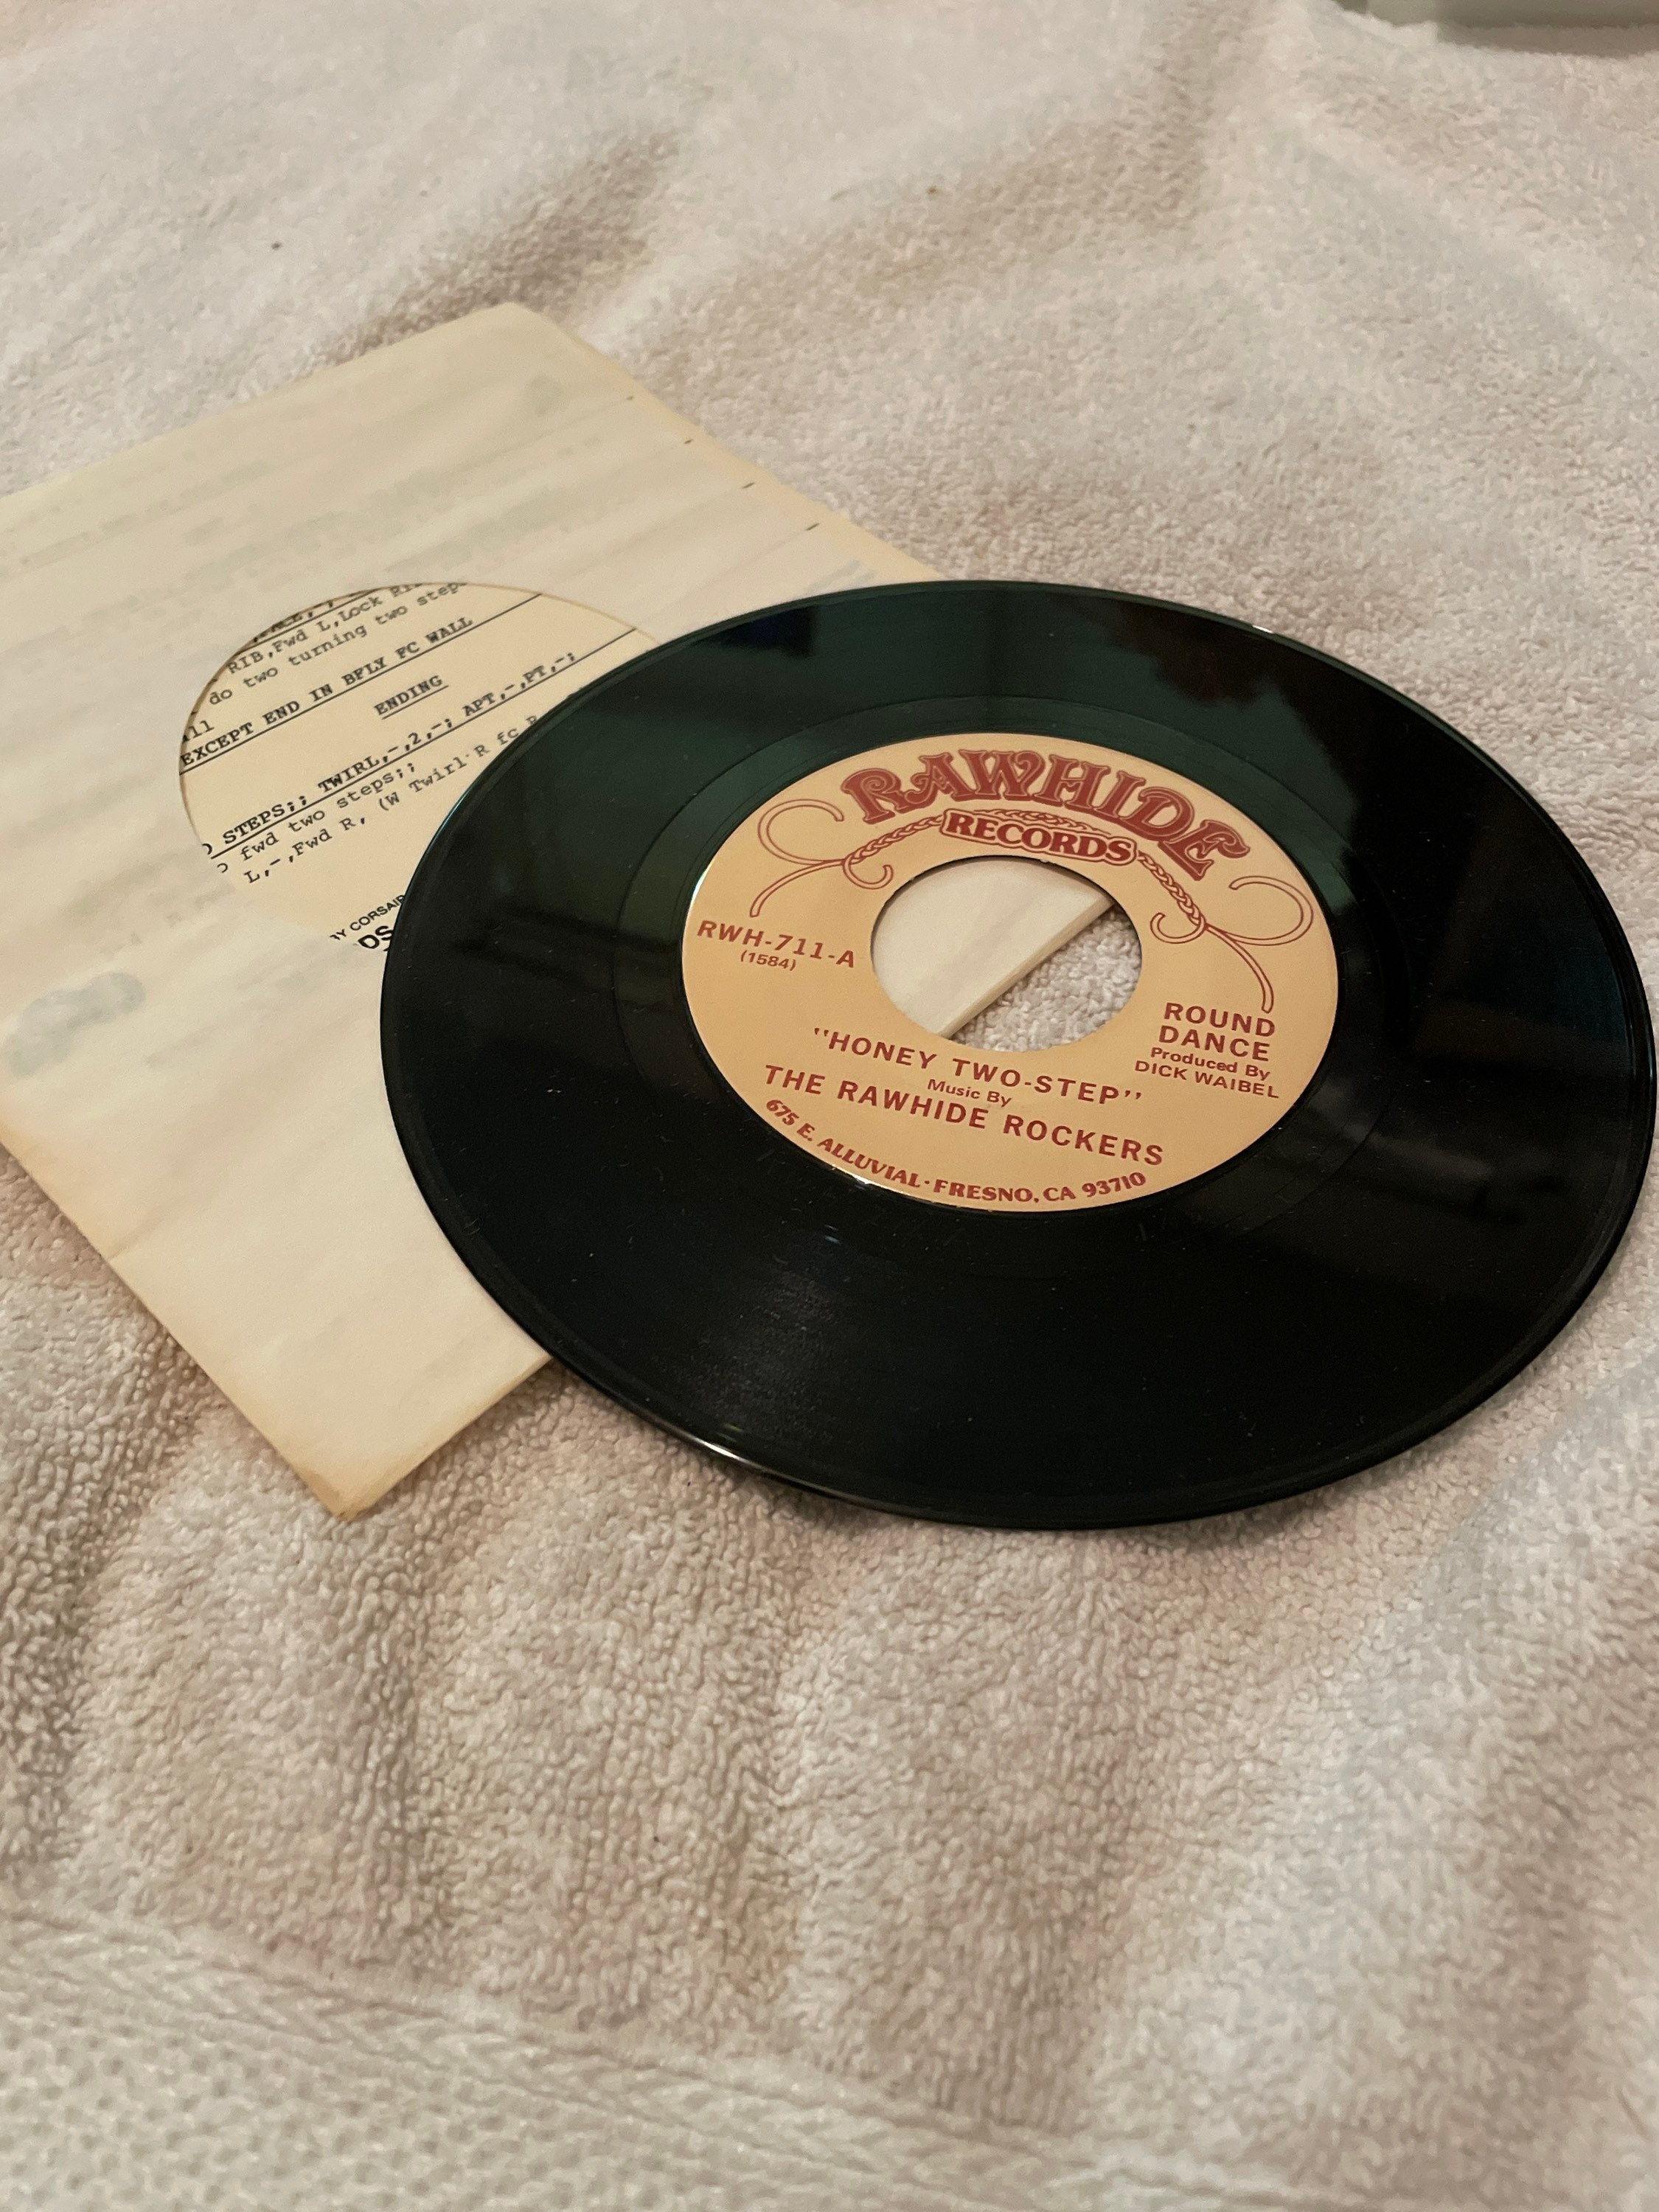 RIB,Fwd L,Lock
do two turning two step
EXCEPT END IN BFLY FC WALL
ENDING
STEPS;; TWIRL,-,2,-; APT,-,PT,-;
fwd two steps;;
L,-,Fwd R, (W Twirl R fc
BY CORSAIR
RAWHIDE
RECORDS
RWH-711-A
(1584)
ROUND
DANCE
Produced By
DICK WAIBEL
"HONEY TWO-STEP"
Music By
THE RAWHIDE ROCKERS
675 E. ALLUVIAL · FRESNO, CA 93710